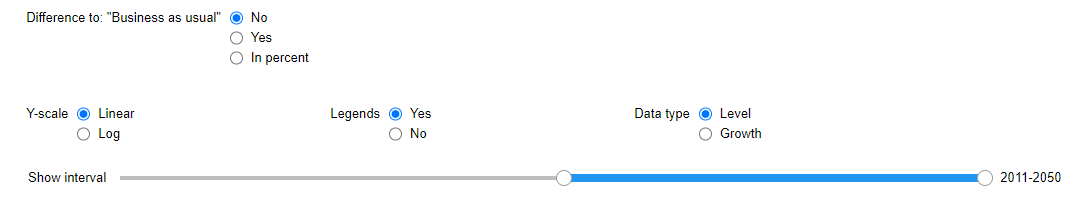 Difference to: "Business as usual" No
Yes
In percent
Y-scale Linear Legends Yes Data type Level
Log No Growth
Show interval 2011-2050